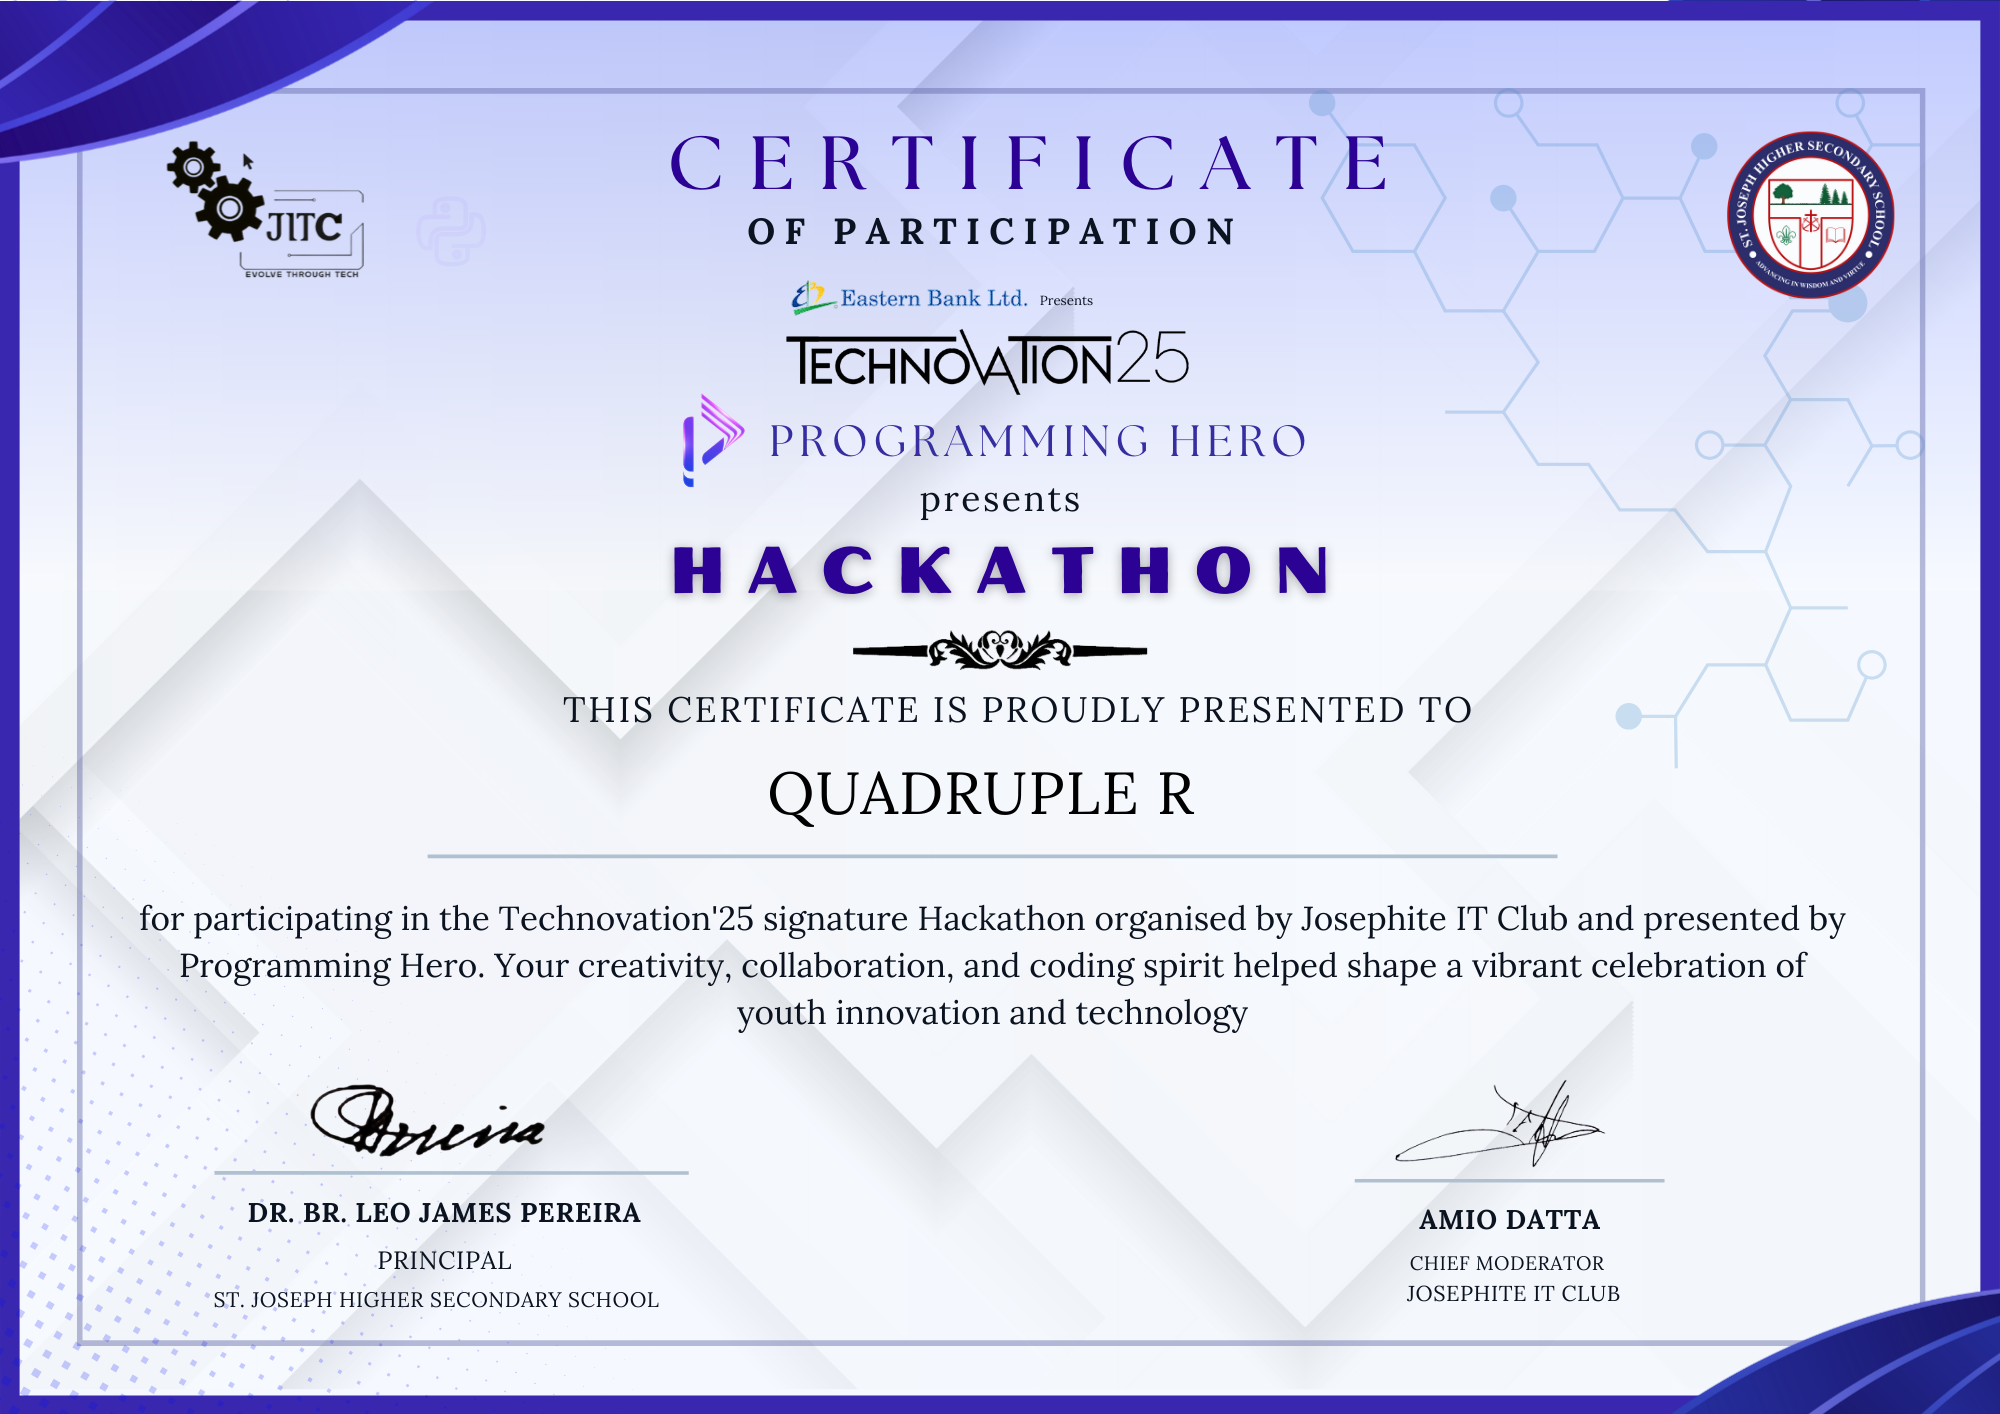 CERTIFICATE
OF PARTICIPATION
JITC
EVOLVE THROUGH TECH
ST. JOSEPH HIGHER SECONDARY SCHOOL
ADVANCING IN WISDOM AND VIRTUE
Eastern Bank Ltd. Presents
TECHNOVATION25
PROGRAMMING HERO
presents
HACKATHON
THIS CERTIFICATE IS PROUDLY PRESENTED TO
QUADRUPLE R
for participating in the Technovation'25 signature Hackathon organised by Josephite IT Club and presented by
Programming Hero. Your creativity, collaboration, and coding spirit helped shape a vibrant celebration of
youth innovation and technology
DR. BR. LEO JAMES PEREIRA
PRINCIPAL
ST. JOSEPH HIGHER SECONDARY SCHOOL
AMIO DATTA
CHIEF MODERATOR
JOSEPHITE IT CLUB